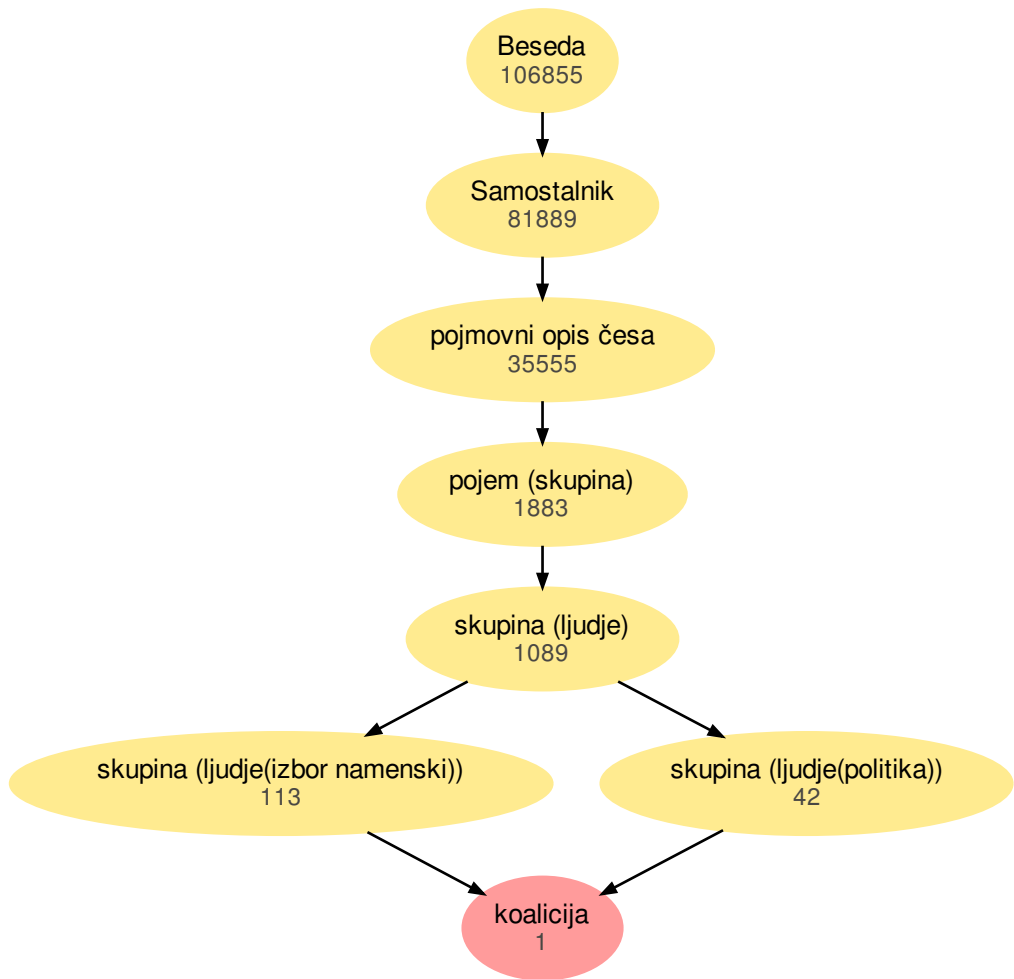 Beseda
106855
Samostalnik
81889
pojmovni opis česa
35555
pojem (skupina)
1883
skupina (ljudje)
1089
skupina (ljudje(izbor namenski))
113
skupina (ljudje(politika))
42
koalicija
1